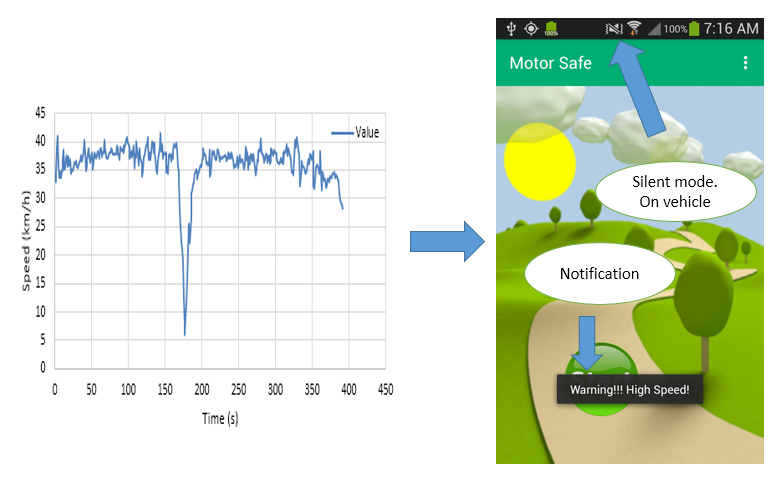 Speed (km/h)
45
40
35
30
25
20
15
10
5
0
Value
0 50 100 150 200 250 300 350 400 450
Time (s)
100%
100% 7:16 AM
Motor Safe
Silent mode.
On vehicle
Notification
Warning!!! High Speed!